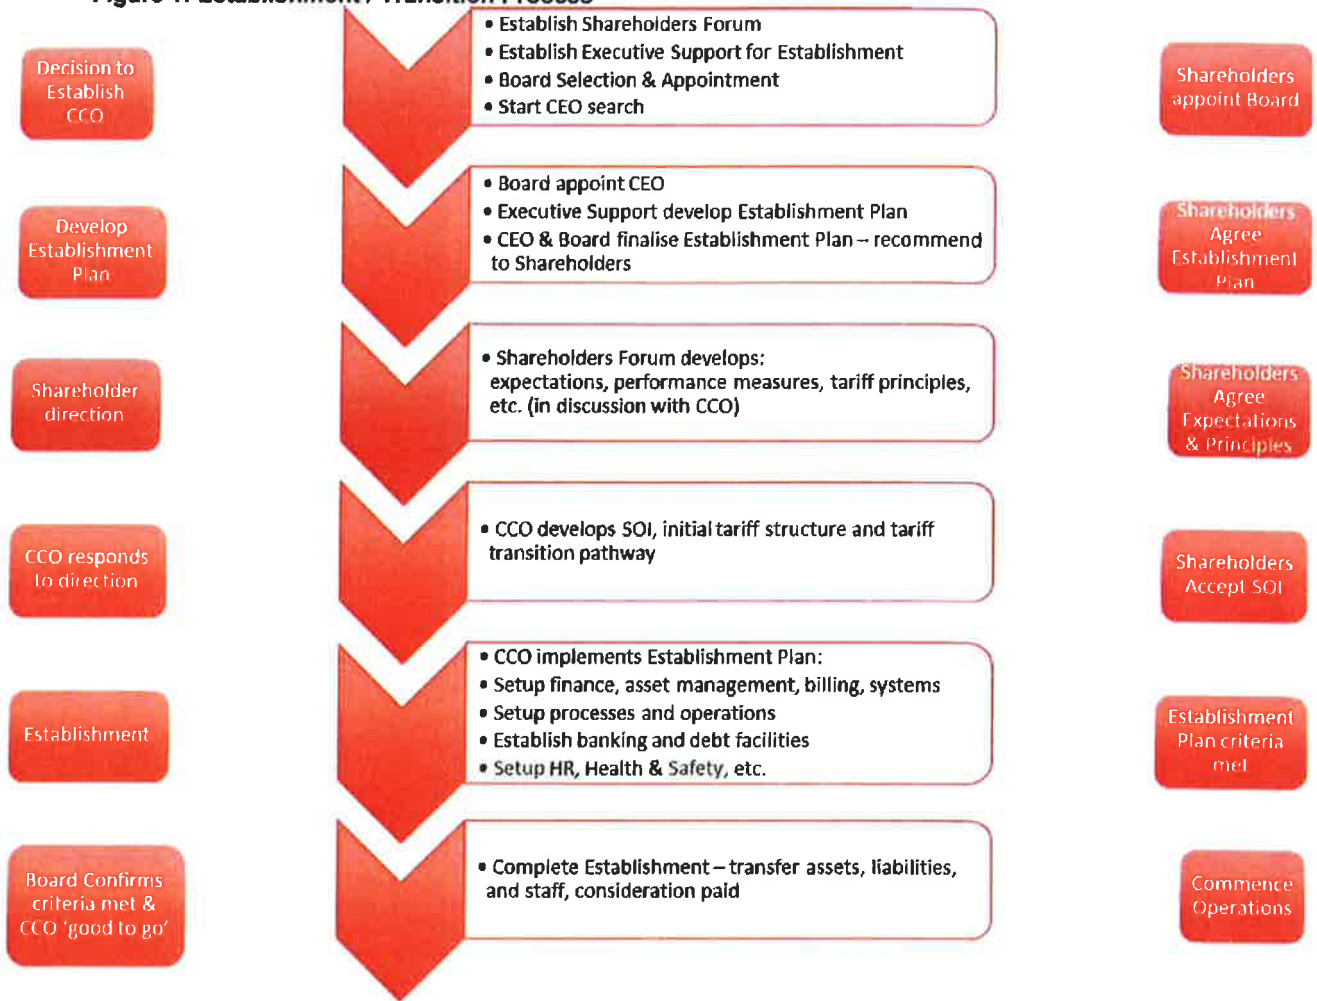 Figure 1: Establishment / Transition Process
Decision to
Establish
CCO
• Establish Shareholders Forum
• Establish Executive Support for Establishment
• Board Selection & Appointment
• Start CEO search
Shareholders
appoint Board
Develop
Establishment
Plan
• Board appoint CEO
• Executive Support develop Establishment Plan
• CEO & Board finalise Establishment Plan – recommend
to Shareholders
Shareholders
Agree
Establishment
Plan
Shareholder
direction
• Shareholders Forum develops:
expectations, performance measures, tariff principles,
etc. (in discussion with CCO)
Shareholders
Agree
Expectations
& Principles
CCO responds
to direction
• CCO develops SOI, initial tariff structure and tariff
transition pathway
Shareholders
Accept SOI
Establishment
• CCO implements Establishment Plan:
• Setup finance, asset management, billing, systems
• Setup processes and operations
• Establish banking and debt facilities
• Setup HR, Health & Safety, etc.
Establishment
Plan criteria
met
Board Confirms
criteria met &
CCO 'good to go'
• Complete Establishment – transfer assets, liabilities,
and staff, consideration paid
Commence
Operations